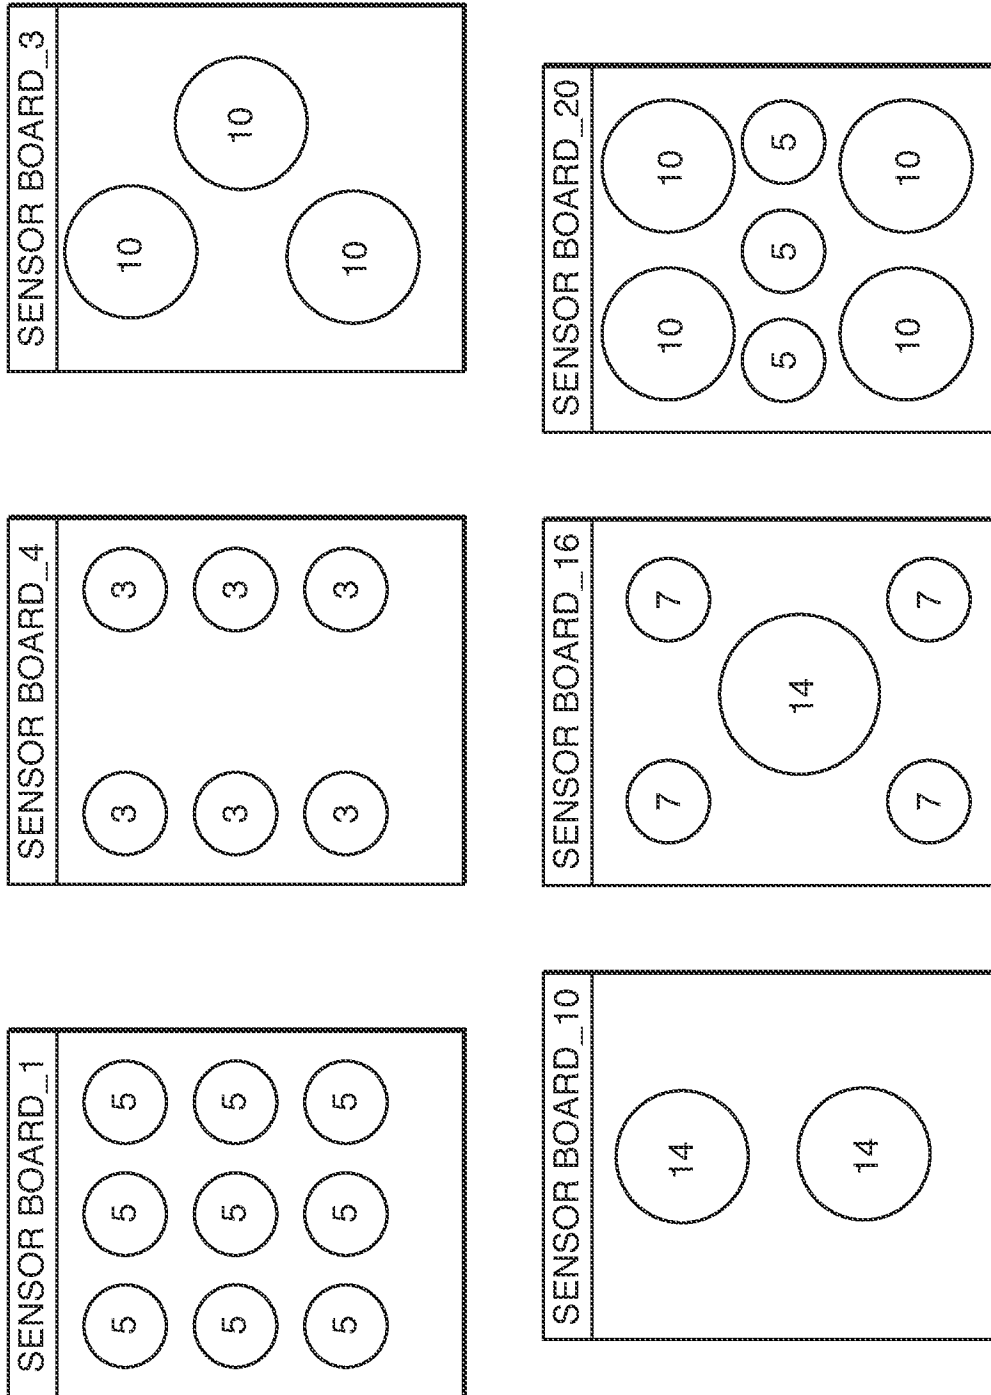 SENSOR BOARD_1
5 5 5
5 5 5
5 5 5
SENSOR BOARD_4
3 3
3 3
3 3
SENSOR BOARD_3
10
10
10
SENSOR BOARD_10
14
14
SENSOR BOARD_16
7 7
14
7 7
SENSOR BOARD_20
10 10
5 5 5
10 10